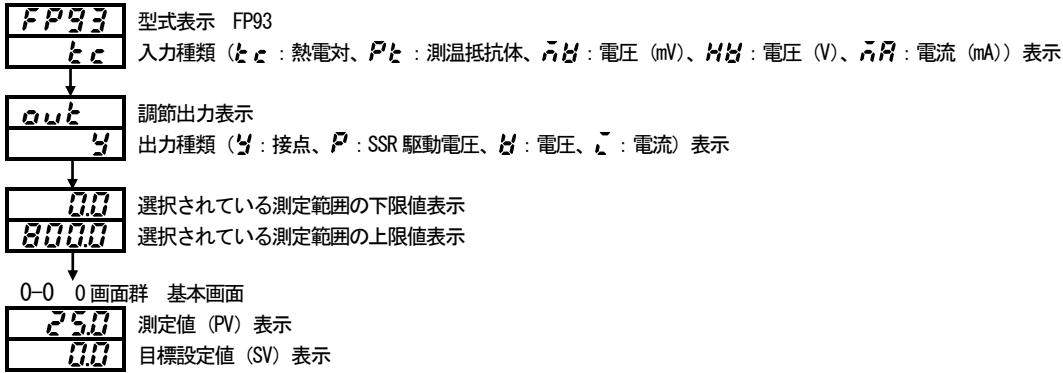 FP93 型式表示 FP93
tc 入力種類（tc：熱電対、Pt：測温抵抗体、：電圧（mV）、：電圧（V）、：電流（mA））表示
out 調節出力表示
Y 出力種類（Y：接点、P：SSR 駆動電圧、：電圧、：電流）表示
0.0 選択されている測定範囲の下限値表示
800.0 選択されている測定範囲の上限値表示
0-0 0 画面群 基本画面
25.0 測定値（PV）表示
0.0 目標設定値（SV）表示